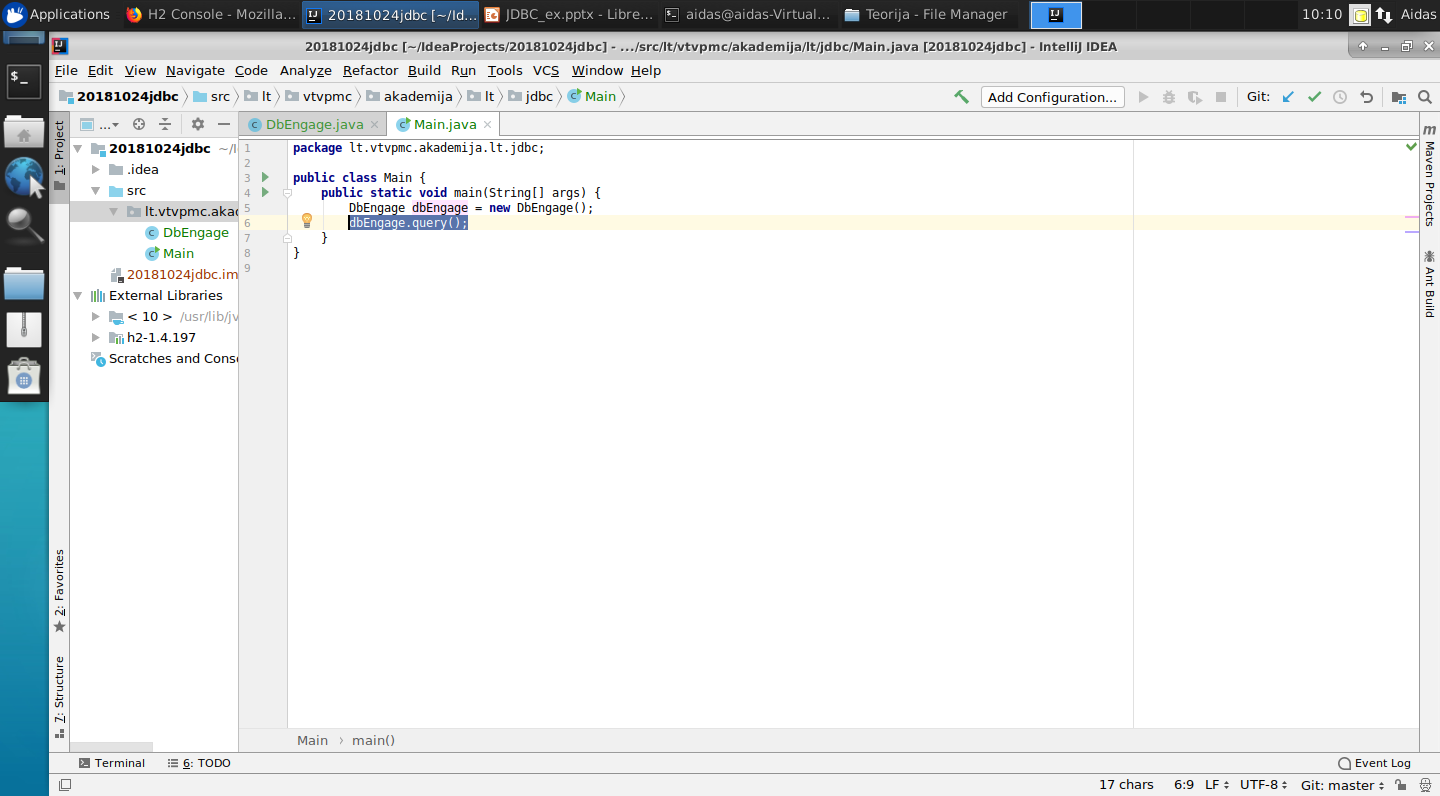 Applications
H2 Console - Mozilla...
20181024jdbc [~/Id...
JDBC_ex.pptx - Libre...
aidas@aidas-Virtual...
Teorija - File Manager
10:10
Aidas
20181024jdbc [~/IdeaProjects/20181024jdbc] - .../src/lt/vtvpmc/akademija/lt/jdbc/Main.java [20181024jdbc] - IntelliJ IDEA
File Edit View Navigate Code Analyze Refactor Build Run Tools VCS Window Help
20181024jdbc src lt vtvpmc akademija lt jdbc Main
Add Configuration...
Git:
1: Project
...
DbEngage.java
Main.java
20181024jdbc ~/I
.idea
src
lt.vtvpmc.akad
DbEngage
Main
20181024jdbc.im
External Libraries
< 10 > /usr/lib/jv
h2-1.4.197
Scratches and Conso
1 package lt.vtvpmc.akademija.lt.jdbc;
2
3 public class Main {
4 public static void main(String[] args) {
5 DbEngage dbEngage = new DbEngage();
6 dbEngage.query();
7 }
8 }
9
m
Maven Projects
Ant Build
2: Favorites
7: Structure
Main › main()
Terminal
6: TODO
Event Log
17 chars
6:9
LF
UTF-8
Git: master